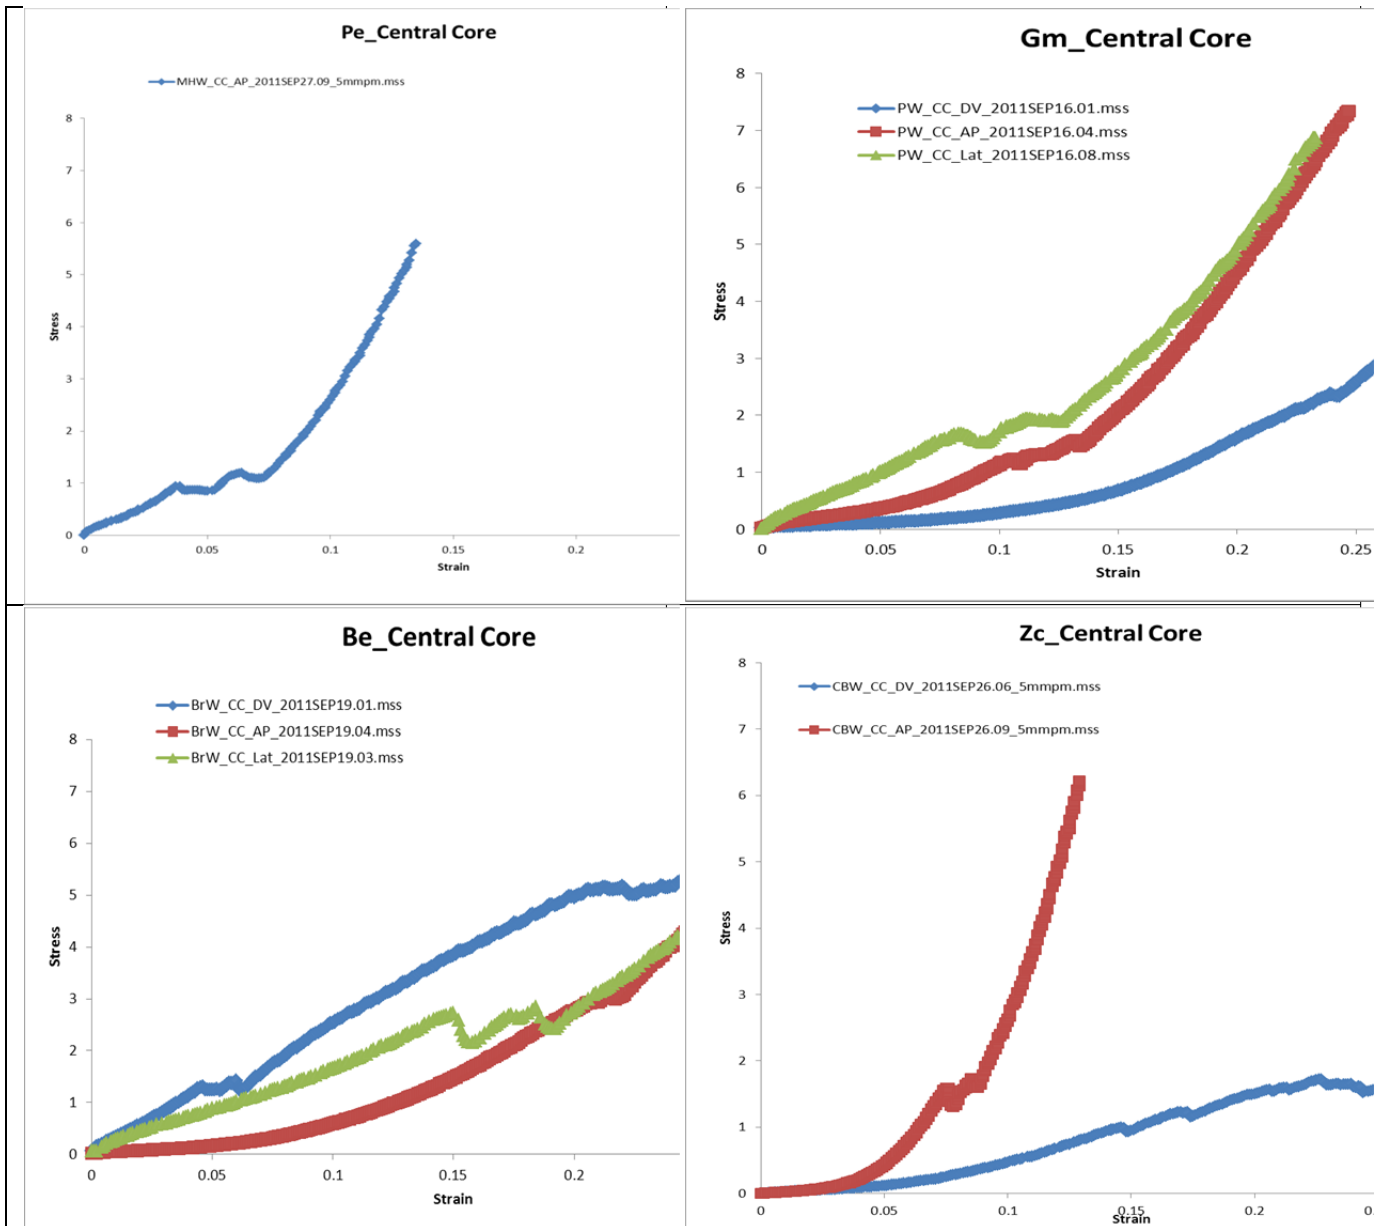 Pe_Central Core
MHW_CC_AP_2011SEP27.09_5mmpm.mss
8
7
6
5
4
3
2
1
0
Stress
0 0.05 0.1 0.15 0.2
Strain
Gm_Central Core
PW_CC_DV_2011SEP16.01.mss
PW_CC_AP_2011SEP16.04.mss
PW_CC_Lat_2011SEP16.08.mss
8
7
6
5
4
3
2
1
0
Stress
0 0.05 0.1 0.15 0.2 0.25
Strain
Be_Central Core
BrW_CC_DV_2011SEP19.01.mss
BrW_CC_AP_2011SEP19.04.mss
BrW_CC_Lat_2011SEP19.03.mss
8
7
6
5
4
3
2
1
0
Stress
0 0.05 0.1 0.15 0.2
Strain
Zc_Central Core
CBW_CC_DV_2011SEP26.06_5mmpm.mss
CBW_CC_AP_2011SEP26.09_5mmpm.mss
8
7
6
5
4
3
2
1
0
Stress
0 0.05 0.1 0.15 0.2
Strain